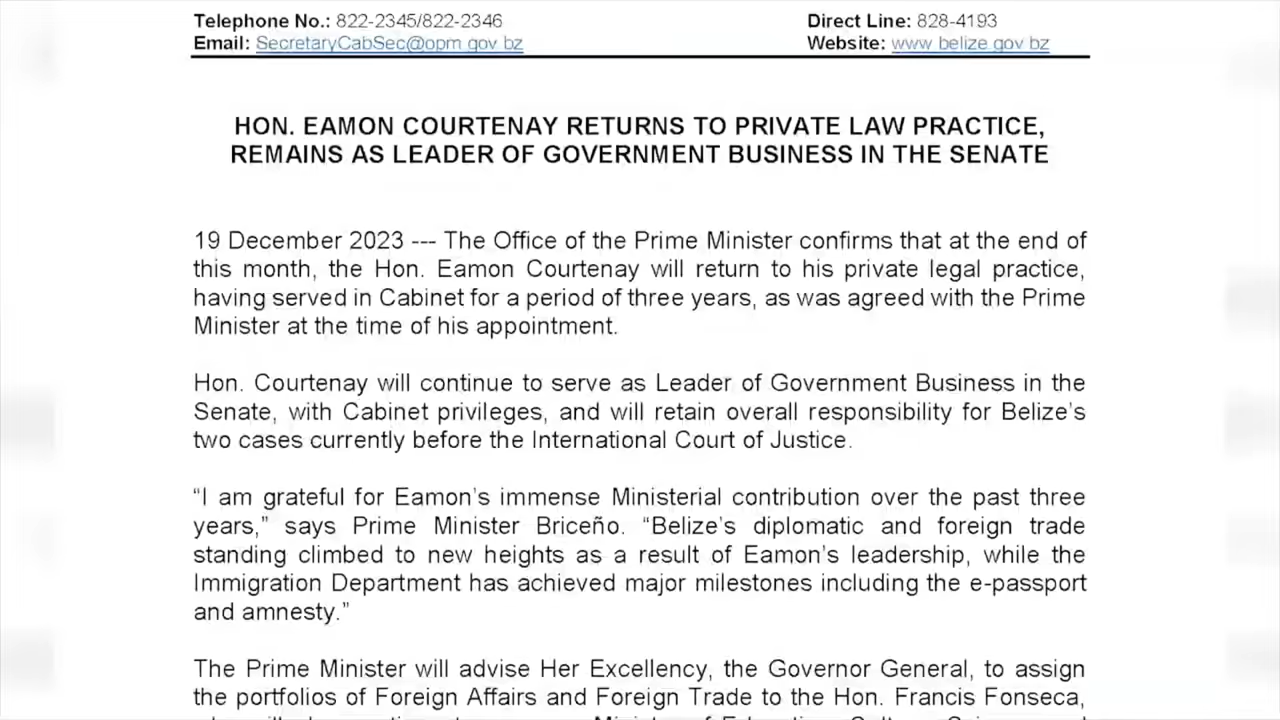 Telephone No.: 822-2345/822-2346 Direct Line: 828-4193
Email: SecretaryCabSec@opm.gov.bz Website: www.belize.gov.bz
HON. EAMON COURTENAY RETURNS TO PRIVATE LAW PRACTICE,
REMAINS AS LEADER OF GOVERNMENT BUSINESS IN THE SENATE
19 December 2023 --- The Office of the Prime Minister confirms that at the end of
this month, the Hon. Eamon Courtenay will return to his private legal practice,
having served in Cabinet for a period of three years, as was agreed with the Prime
Minister at the time of his appointment.
Hon. Courtenay will continue to serve as Leader of Government Business in the
Senate, with Cabinet privileges, and will retain overall responsibility for Belize's
two cases currently before the International Court of Justice.
“I am grateful for Eamon's immense Ministerial contribution over the past three
years,” says Prime Minister Briceño. “Belize's diplomatic and foreign trade
standing climbed to new heights as a result of Eamon's leadership, while the
Immigration Department has achieved major milestones including the e-passport
and amnesty.”
The Prime Minister will advise Her Excellency, the Governor General, to assign
the portfolios of Foreign Affairs and Foreign Trade to the Hon. Francis Fonseca,